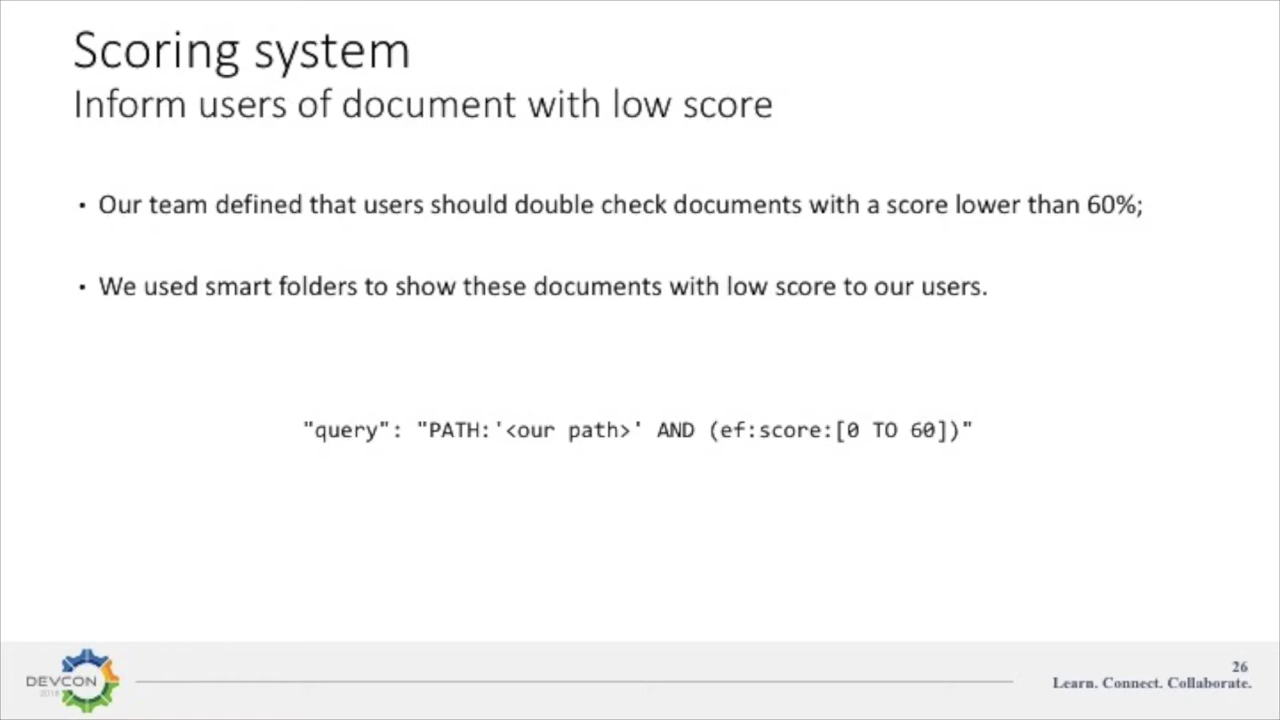 Scoring system
Inform users of document with low score
• Our team defined that users should double check documents with a score lower than 60%;
• We used smart folders to show these documents with low score to our users.
"query": "PATH:'<our path>' AND (ef:score:[0 TO 60])"
DEVCON
26
Learn. Connect. Collaborate.